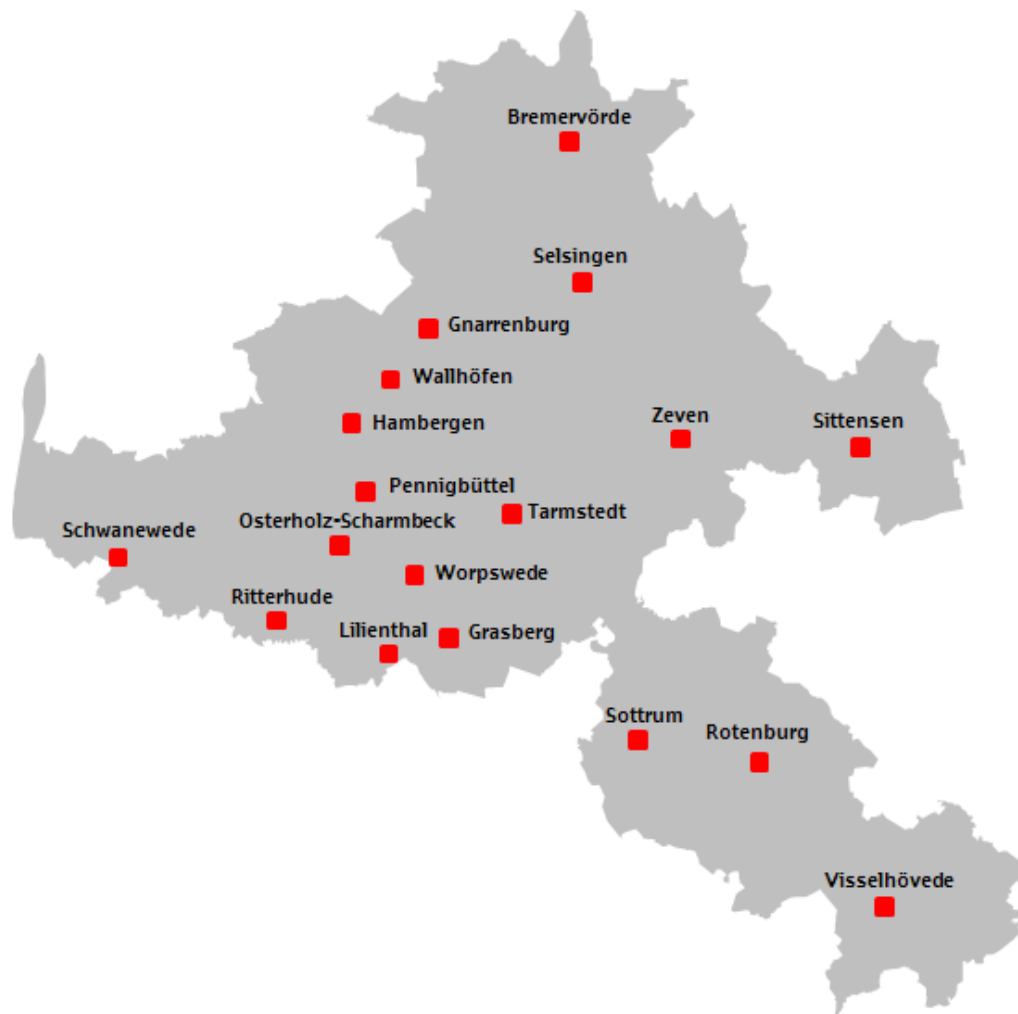 Bremervörde
Selsingen
Gnarrenburg
Wallhöfen
Hambergen
Zeven
Sittensen
Pennigbüttel
Tarmstedt
Osterholz-Scharmbeck
Schwanewede
Worpswede
Ritterhude
Lilienthal
Grasberg
Sottrum
Rotenburg
Visselhövede